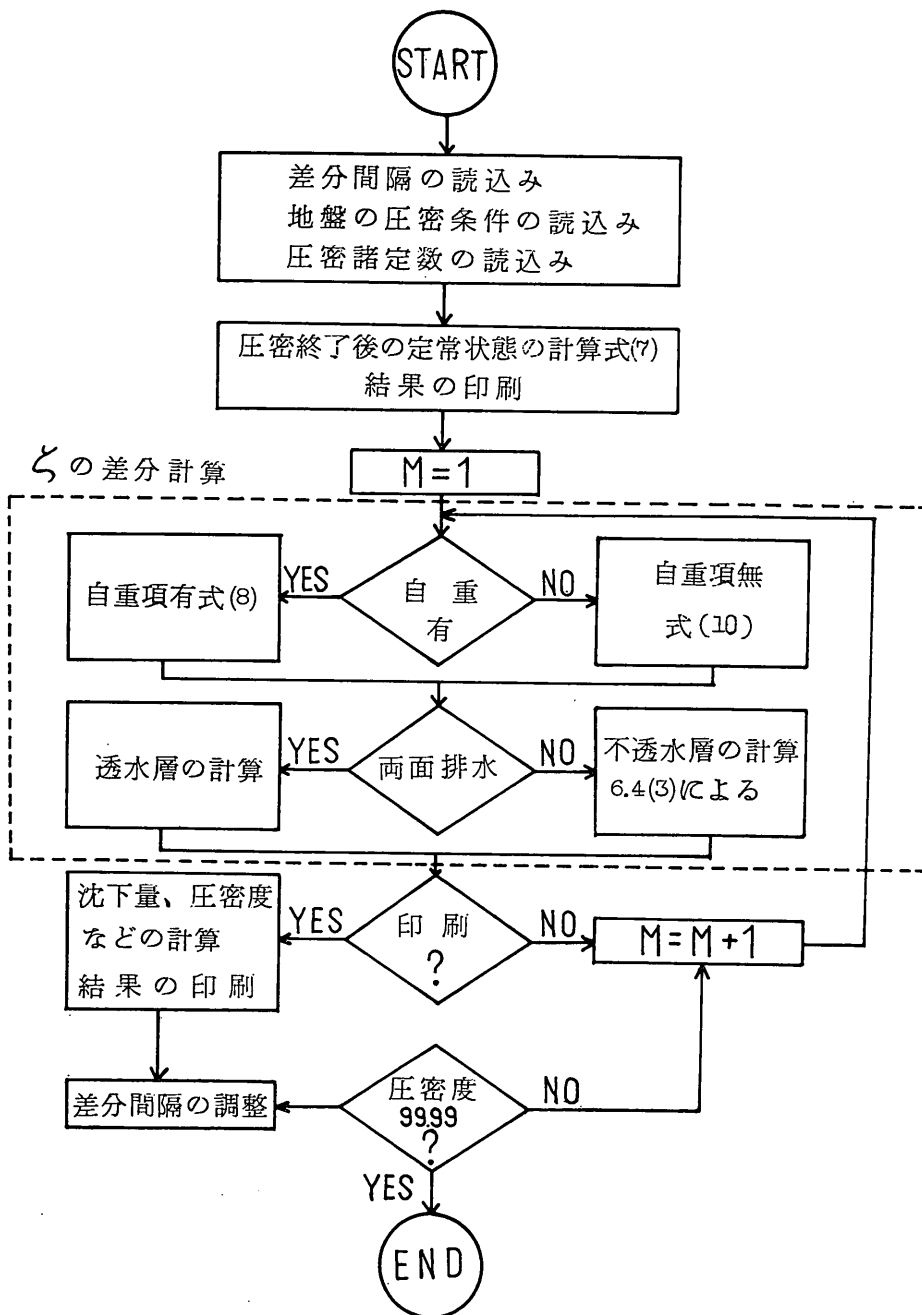 START
差分間隔の読込み
地盤の圧密条件の読込み
圧密諸定数の読込み
圧密終了後の定常状態の計算式(7)
結果の印刷
M=1
ζの差分計算
自重項有式(8)
YES
自重
有
NO
自重項無
式(10)
透水層の計算
YES
両面排水
NO
不透水層の計算
6.4(3)による
沈下量、圧密度
などの計算
結果の印刷
YES
印刷
?
NO
M=M+1
差分間隔の調整
圧密度
99.99
?
NO
YES
END